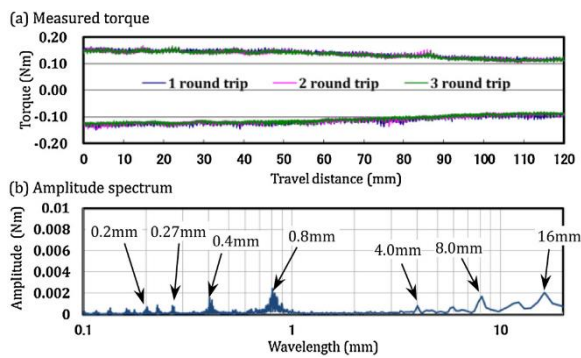 (a) Measured torque
0.20
0.10
0.00
-0.10
-0.20
Torque (Nm)
1 round trip 2 round trip 3 round trip
0 10 20 30 40 50 60 70 80 90 100 110 120
Travel distance (mm)
(b) Amplitude spectrum
0.01
0.008
0.006
0.004
0.002
0
Amplitude (Nm)
0.2mm 0.27mm 0.4mm 0.8mm 4.0mm 8.0mm 16mm
0.1 1 10
Wavelength (mm)